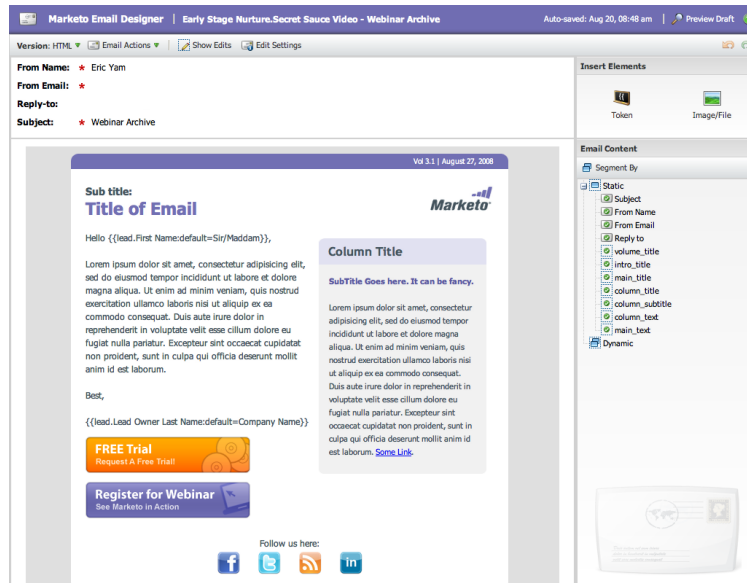 Marketo Email Designer | Early Stage Nurture.Secret Sauce Video - Webinar Archive
Auto-saved: Aug 20, 08:48 am | Preview Draft
Version: HTML Email Actions Show Edits Edit Settings
From Name: * Eric Yam
From Email: *
Reply-to:
Subject: * Webinar Archive
Vol 3.1 | August 27, 2008
Sub title:
Title of Email
Marketo
Hello {{lead.First Name:default=Sir/Maddam}},
Lorem ipsum dolor sit amet, consectetur adipisicing elit,
sed do eiusmod tempor incididunt ut labore et dolore
magna aliqua. Ut enim ad minim veniam, quis nostrud
exercitation ullamco laboris nisi ut aliquip ex ea
commodo consequat. Duis aute irure dolor in
reprehenderit in voluptate velit esse cillum dolore eu
fugiat nulla pariatur. Excepteur sint occaecat cupidatat
non proident, sunt in culpa qui officia deserunt mollit
anim id est laborum.
Best,
{{lead.Lead Owner Last Name:default=Company Name}}
FREE Trial
Request A Free Trial!
Register for Webinar
See Marketo in Action
Column Title
SubTitle Goes here. It can be fancy.
Lorem ipsum dolor sit amet, consectetur
adipisicing elit, sed do eiusmod tempor
incididunt ut labore et dolore magna
aliqua. Ut enim ad minim veniam, quis
nostrud exercitation ullamco laboris nisi
ut aliquip ex ea commodo consequat.
Duis aute irure dolor in reprehenderit in
voluptate velit esse cillum dolore eu
fugiat nulla pariatur. Excepteur sint
occaecat cupidatat non proident, sunt in
culpa qui officia deserunt mollit anim id
est laborum. Some Link.
Follow us here:
Insert Elements
Token
Image/File
Email Content
Segment By
Static
Subject
From Name
From Email
Reply to
volume_title
intro_title
main_title
column_title
column_subtitle
column_text
main_text
Dynamic